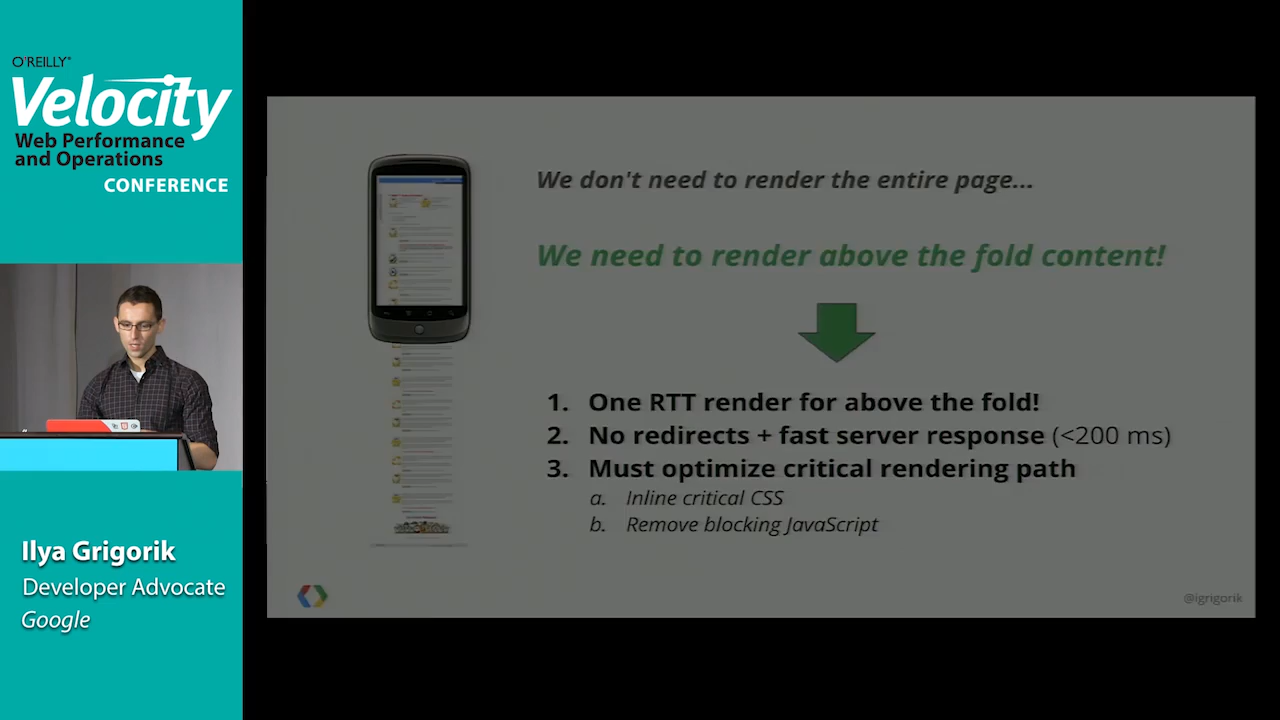 O'REILLY®
Velocity
Web Performance
and Operations
CONFERENCE
Ilya Grigorik
Developer Advocate
Google
We don't need to render the entire page...
We need to render above the fold content!
1. One RTT render for above the fold!
2. No redirects + fast server response (<200 ms)
3. Must optimize critical rendering path
a. Inline critical CSS
b. Remove blocking JavaScript
@igrigorik